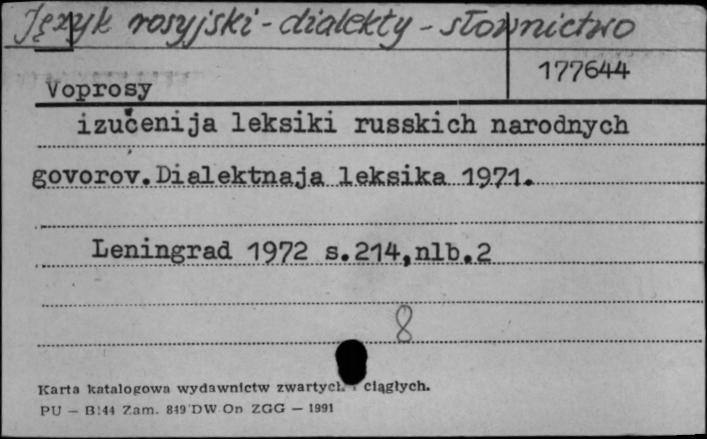 Język rosyjski - dialekty - słownictwo
177644
Voprosy
izučenija leksiki russkich narodnych
govorov. Dialektnaja leksika 1971.
Leningrad 1972 s.214,nlb.2
8
Karta katalogowa wydawnictw zwartych i ciągłych.
PU — B 44 Zam. 849 DW On ZGG — 1991